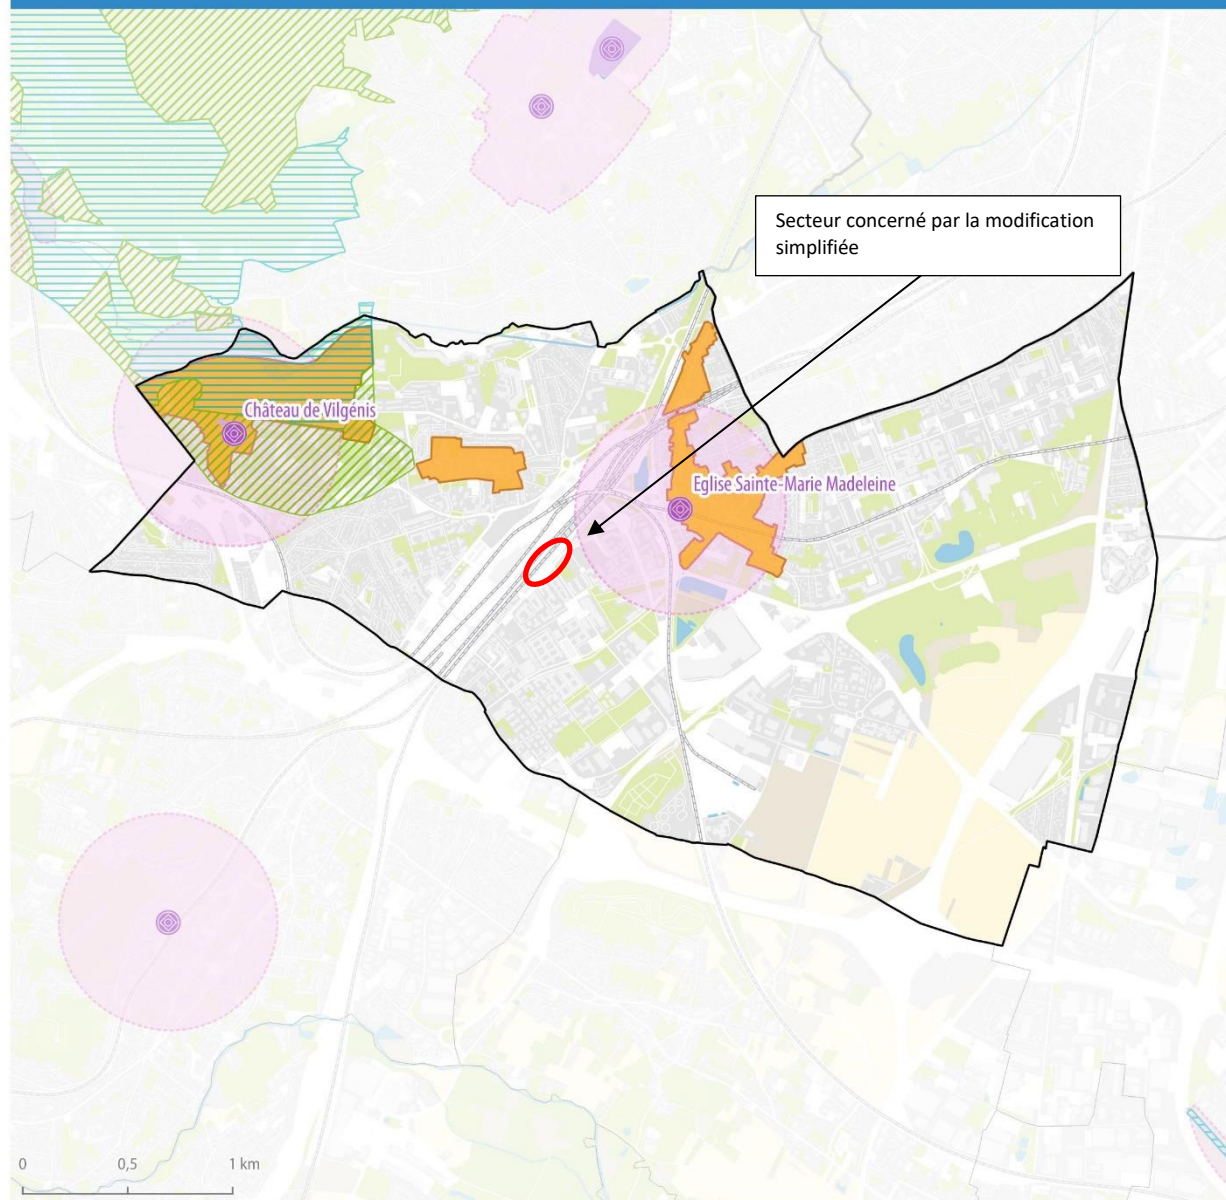 Secteur concerné par la modification
simplifiée
Château de Vilgénis
Eglise Sainte-Marie Madeleine
0 0,5 1 km